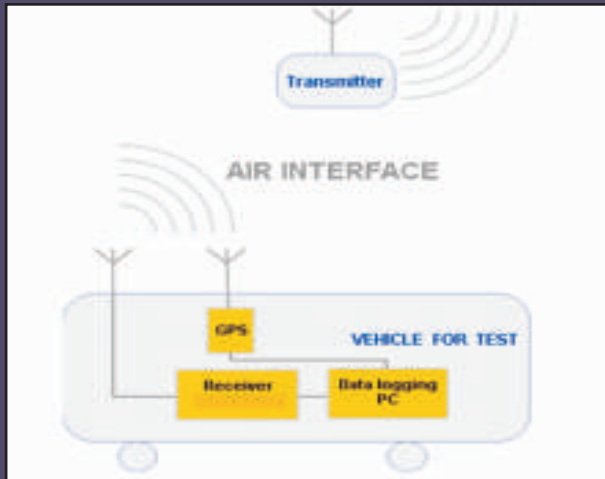 Transmitter
AIR INTERFACE
GPS
VEHICLE FOR TEST
Receiver
Data logging
PC